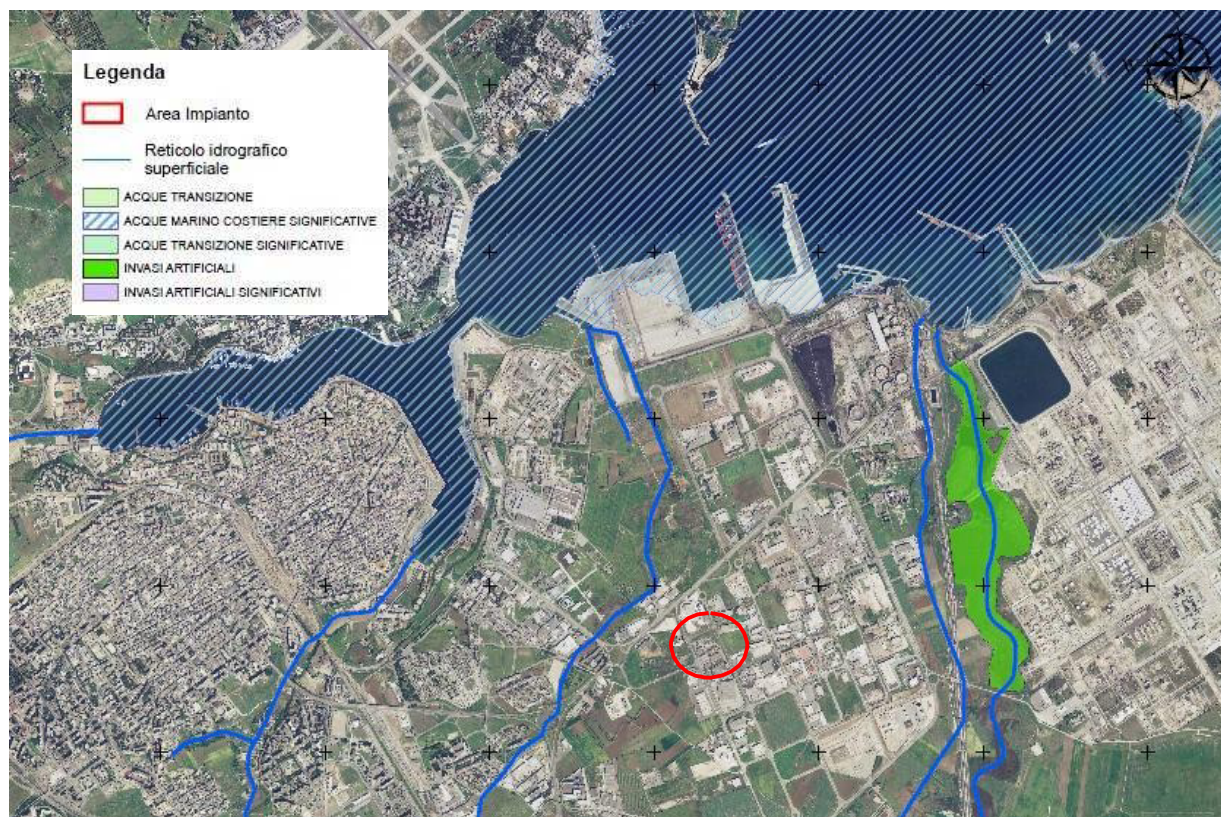 Legenda
Area Impianto
Reticolo idrografico
superficiale
ACQUE TRANSIZIONE
ACQUE MARINO COSTIERE SIGNIFICATIVE
ACQUE TRANSIZIONE SIGNIFICATIVE
INVASI ARTIFICIALI
INVASI ARTIFICIALI SIGNIFICATIVI